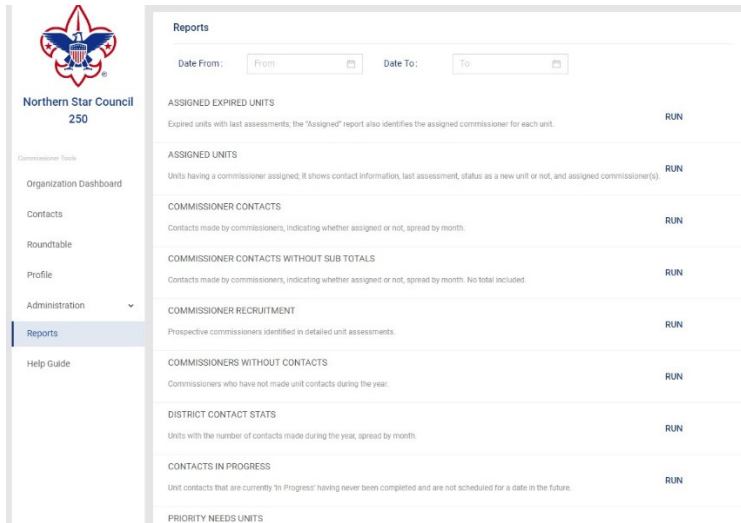 Northern Star Council
250
Commissioner Tools
Organization Dashboard
Contacts
Roundtable
Profile
Administration
Reports
Help Guide
Reports
Date From: From Date To: To
ASSIGNED EXPIRED UNITS
Expired units with last assessments; the "Assigned" report also identifies the assigned commissioner for each unit.
RUN
ASSIGNED UNITS
Units having a commissioner assigned; it shows contact information, last assessment, status as a new unit or not, and assigned commissioner(s).
RUN
COMMISSIONER CONTACTS
Contacts made by commissioners, indicating whether assigned or not, spread by month.
RUN
COMMISSIONER CONTACTS WITHOUT SUB TOTALS
Contacts made by commissioners, indicating whether assigned or not, spread by month. No total included.
RUN
COMMISSIONER RECRUITMENT
Prospective commissioners identified in detailed unit assessments.
RUN
COMMISSIONERS WITHOUT CONTACTS
Commissioners who have not made unit contacts during the year.
RUN
DISTRICT CONTACT STATS
Units with the number of contacts made during the year, spread by month.
RUN
CONTACTS IN PROGRESS
Unit contacts that are currently 'In Progress' having never been completed and are not scheduled for a date in the future.
RUN
PRIORITY NEEDS UNITS